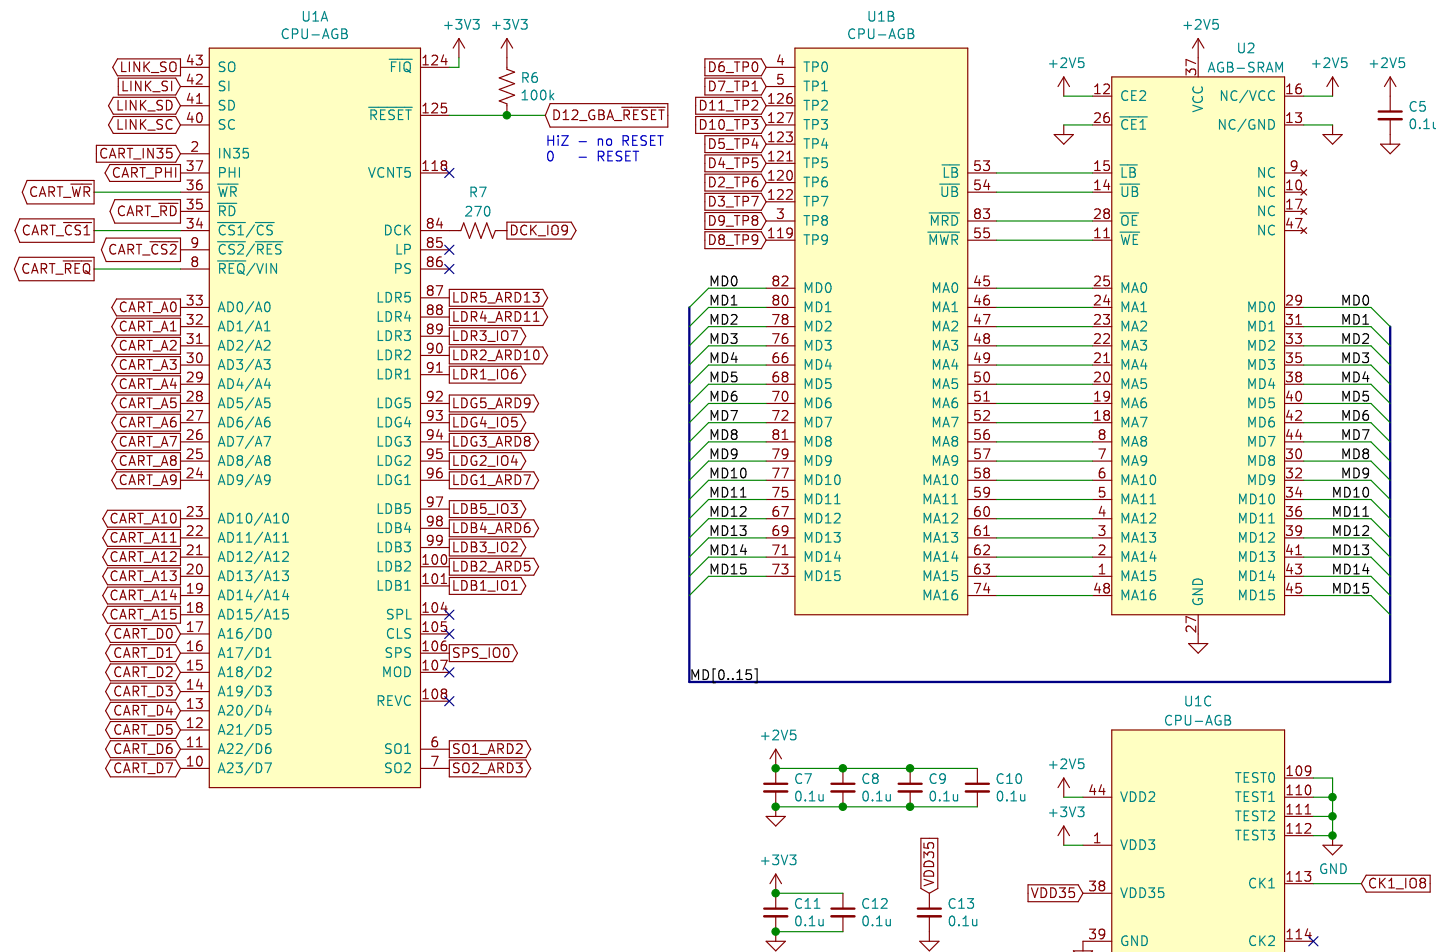 U1A
CPU-AGB
LINK_SO 43 SO
LINK_SI 42 SI
LINK_SD 41 SD
LINK_SC 40 SC
CART_IN35 2 IN35
CART_PHI 37 PHI
CART_WR 36 WR
CART_RD 35 RD
CART_CS1 34 CS1/CS
CART_CS2 9 CS2/RES
CART_REQ 8 REQ/VIN
CART_A0 33 AD0/A0
CART_A1 32 AD1/A1
CART_A2 31 AD2/A2
CART_A3 30 AD3/A3
CART_A4 29 AD4/A4
CART_A5 28 AD5/A5
CART_A6 27 AD6/A6
CART_A7 26 AD7/A7
CART_A8 25 AD8/A8
CART_A9 24 AD9/A9
CART_A10 23 AD10/A10
CART_A11 22 AD11/A11
CART_A12 21 AD12/A12
CART_A13 20 AD13/A13
CART_A14 19 AD14/A14
CART_A15 18 AD15/A15
CART_D0 17 A16/D0
CART_D1 16 A17/D1
CART_D2 15 A18/D2
CART_D3 14 A19/D3
CART_D4 13 A20/D4
CART_D5 12 A21/D5
CART_D6 11 A22/D6
CART_D7 10 A23/D7
+3V3 +3V3
FIQ 124
R6
100k
RESET 125 D12_GBA_RESET
HiZ - no RESET
0 - RESET
VCNT5 118
R7
270
DCK 84 DCK_IO9
LP 85
PS 86
LDR5 87 LDR5_ARD13
LDR4 88 LDR4_ARD11
LDR3 89 LDR3_IO7
LDR2 90 LDR2_ARD10
LDR1 91 LDR1_IO6
LDG5 92 LDG5_ARD9
LDG4 93 LDG4_IO5
LDG3 94 LDG3_ARD8
LDG2 95 LDG2_IO4
LDG1 96 LDG1_ARD7
LDB5 97 LDB5_IO3
LDB4 98 LDB4_ARD6
LDB3 99 LDB3_IO2
LDB2 100 LDB2_ARD5
LDB1 101 LDB1_IO1
SPL 104
CLS 105
SPS 106 SPS_IO0
MOD 107
REVC 108
SO1 6 SO1_ARD2
SO2 7 SO2_ARD3
U1B
CPU-AGB
D6_TP0 4 TP0
D7_TP1 5 TP1
D11_TP2 126 TP2
D10_TP3 127 TP3
D5_TP4 123 TP4
D4_TP5 121 TP5
D2_TP6 120 TP6
D3_TP7 122 TP7
D9_TP8 3 TP8
D8_TP9 119 TP9
MD0 82 MD0
MD1 80 MD1
MD2 78 MD2
MD3 76 MD3
MD4 66 MD4
MD5 68 MD5
MD6 70 MD6
MD7 72 MD7
MD8 81 MD8
MD9 79 MD9
MD10 77 MD10
MD11 75 MD11
MD12 67 MD12
MD13 69 MD13
MD14 71 MD14
MD15 73 MD15
LB 53
UB 54
MRD 83
MWR 55
MA0 45
MA1 46
MA2 47
MA3 48
MA4 49
MA5 50
MA6 51
MA7 52
MA8 56
MA9 57
MA10 58
MA11 59
MA12 60
MA13 61
MA14 62
MA15 63
MA16 74
MD[0..15]
+2V5
U2
AGB-SRAM
37 VCC
+2V5
12 CE2
26 CE1
15 LB
14 UB
28 OE
11 WE
25 MA0
24 MA1
23 MA2
22 MA3
21 MA4
20 MA5
19 MA6
18 MA7
8 MA8
7 MA9
6 MA10
5 MA11
4 MA12
3 MA13
2 MA14
1 MA15
48 MA16
GND 27
+2V5
NC/VCC 16
NC/GND 13
NC 9
NC 10
NC 17
NC 47
MD0 29 MD0
MD1 31 MD1
MD2 33 MD2
MD3 35 MD3
MD4 38 MD4
MD5 40 MD5
MD6 42 MD6
MD7 44 MD7
MD8 30 MD8
MD9 32 MD9
MD10 34 MD10
MD11 36 MD11
MD12 39 MD12
MD13 41 MD13
MD14 43 MD14
MD15 45 MD15
+2V5
C5
0.1u
+2V5
C7 C8 C9 C10
0.1u 0.1u 0.1u 0.1u
+3V3
C11 C12
0.1u 0.1u
VDD35
C13
0.1u
U1C
CPU-AGB
+2V5
44 VDD2
+3V3
1 VDD3
VDD35 38 VDD35
39 GND
TEST0 109
TEST1 110
TEST2 111
TEST3 112
GND
CK1 113 CK1_IO8
CK2 114